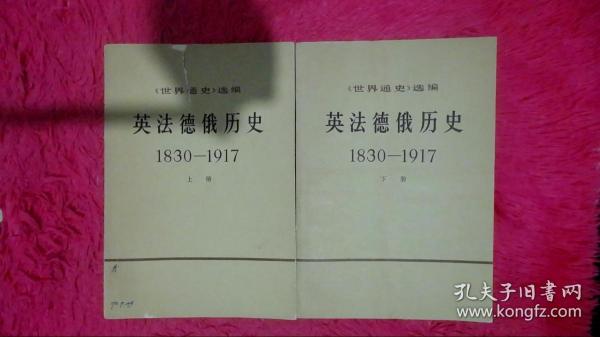 《世界通史》选编
英法德俄历史
1830—1917
上册
《世界通史》选编
英法德俄历史
1830—1917
下册
孔夫子旧书网
www.kongfz.com